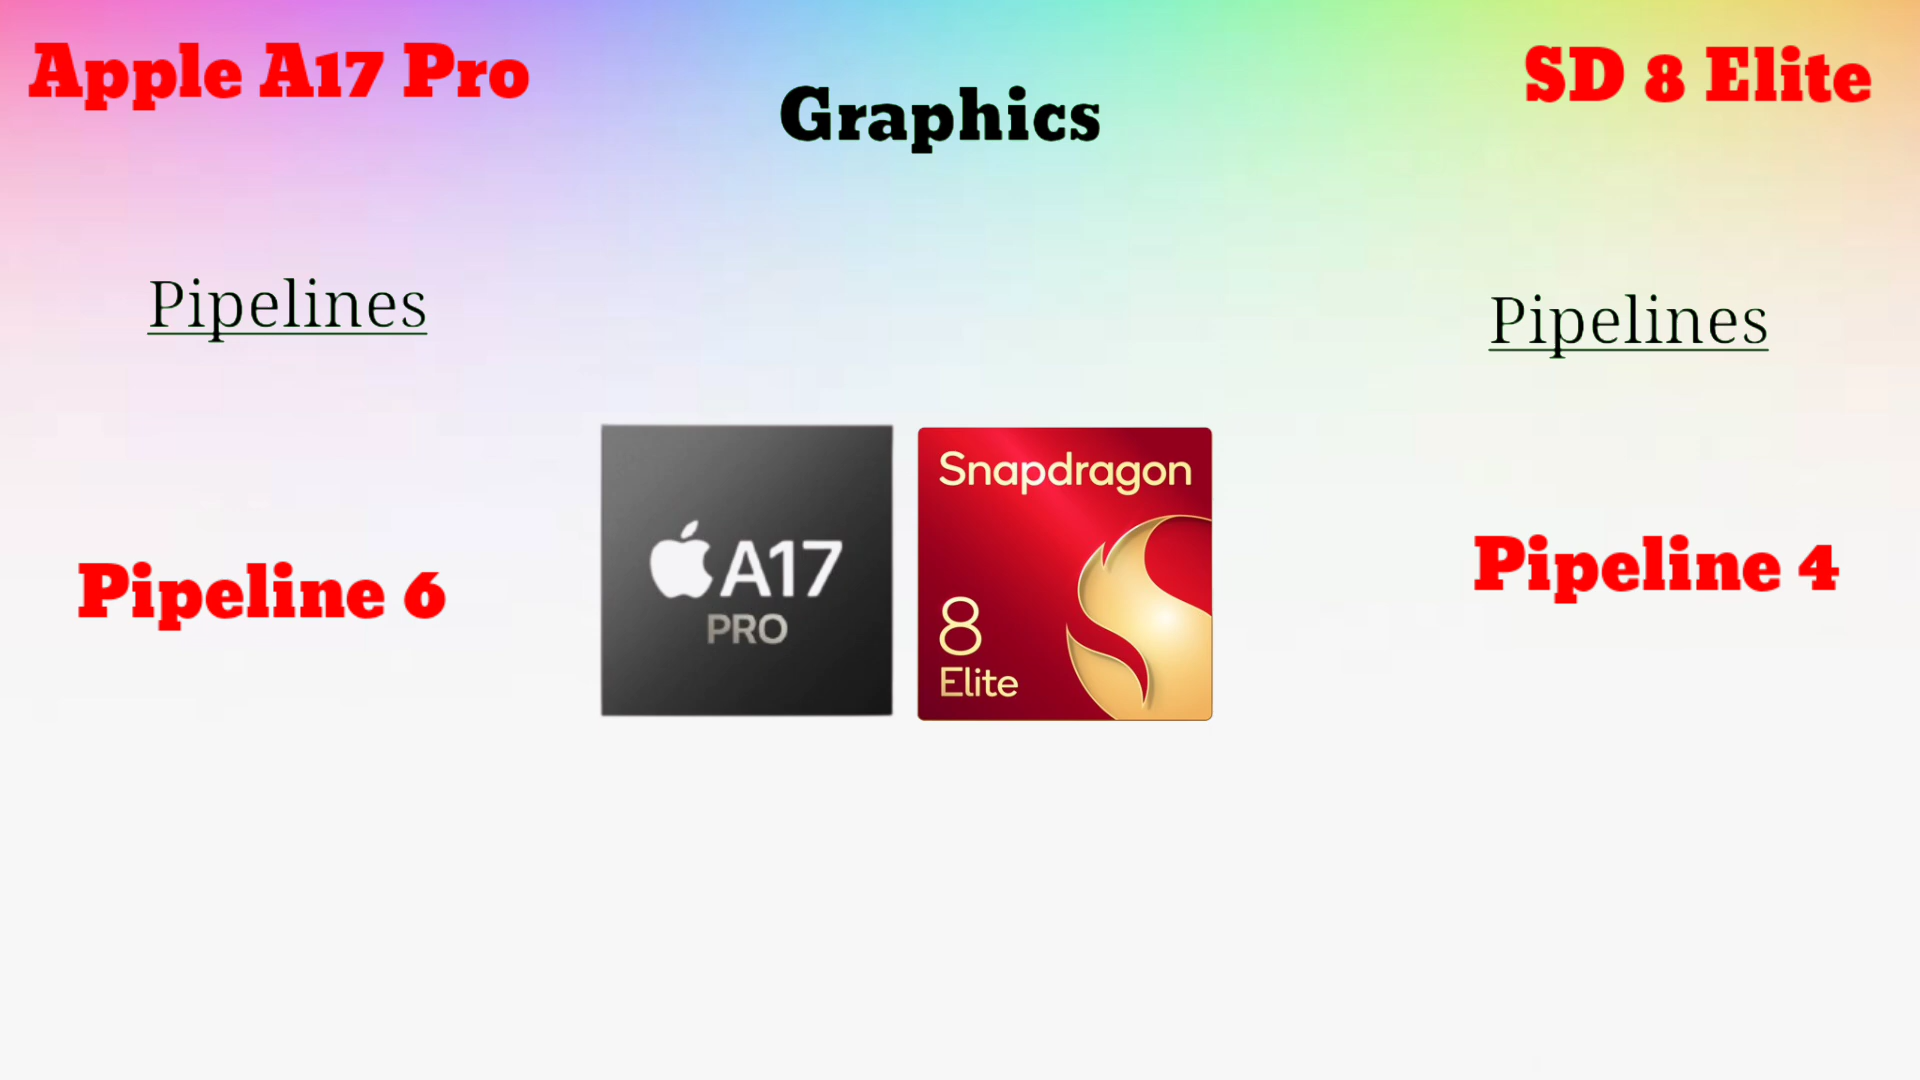 Apple A17 Pro
Graphics
SD 8 Elite
Pipelines
Pipelines
A17
PRO
Snapdragon
8
Elite
Pipeline 6
Pipeline 4